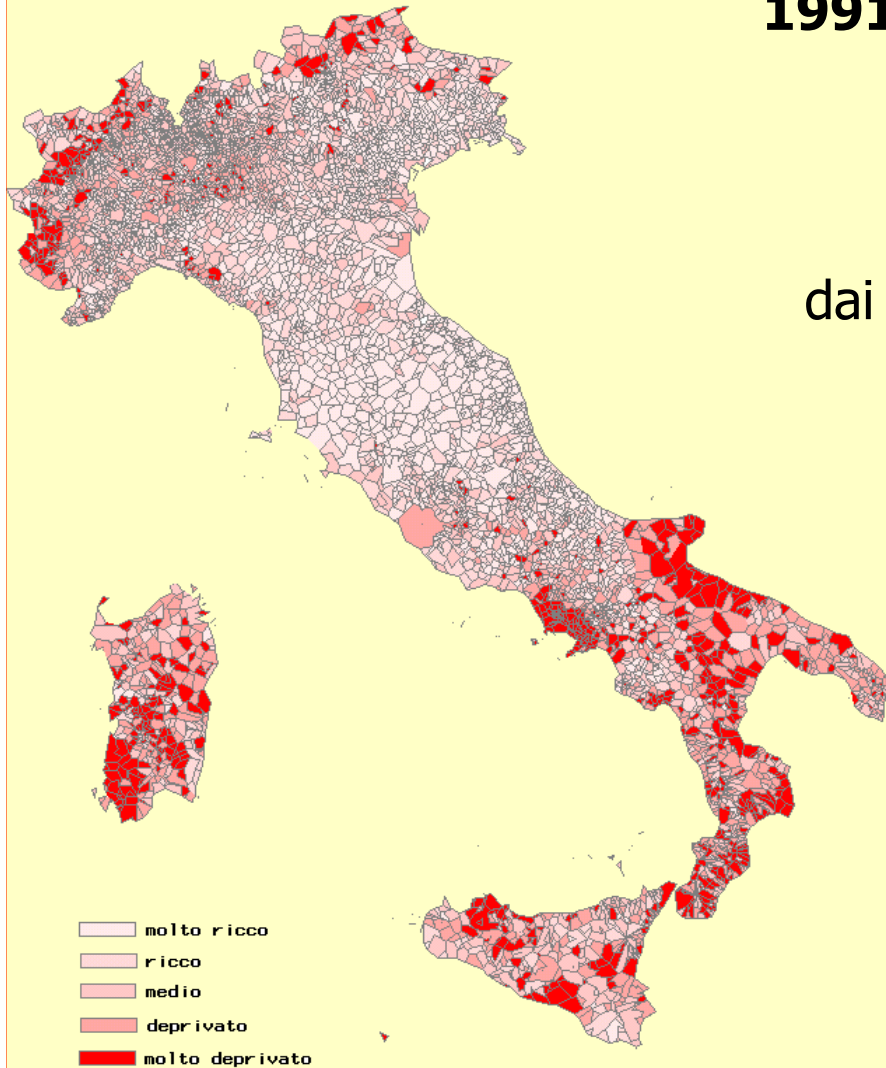 1991
dai
molto ricco
ricco
medio
deprivato
molto deprivato